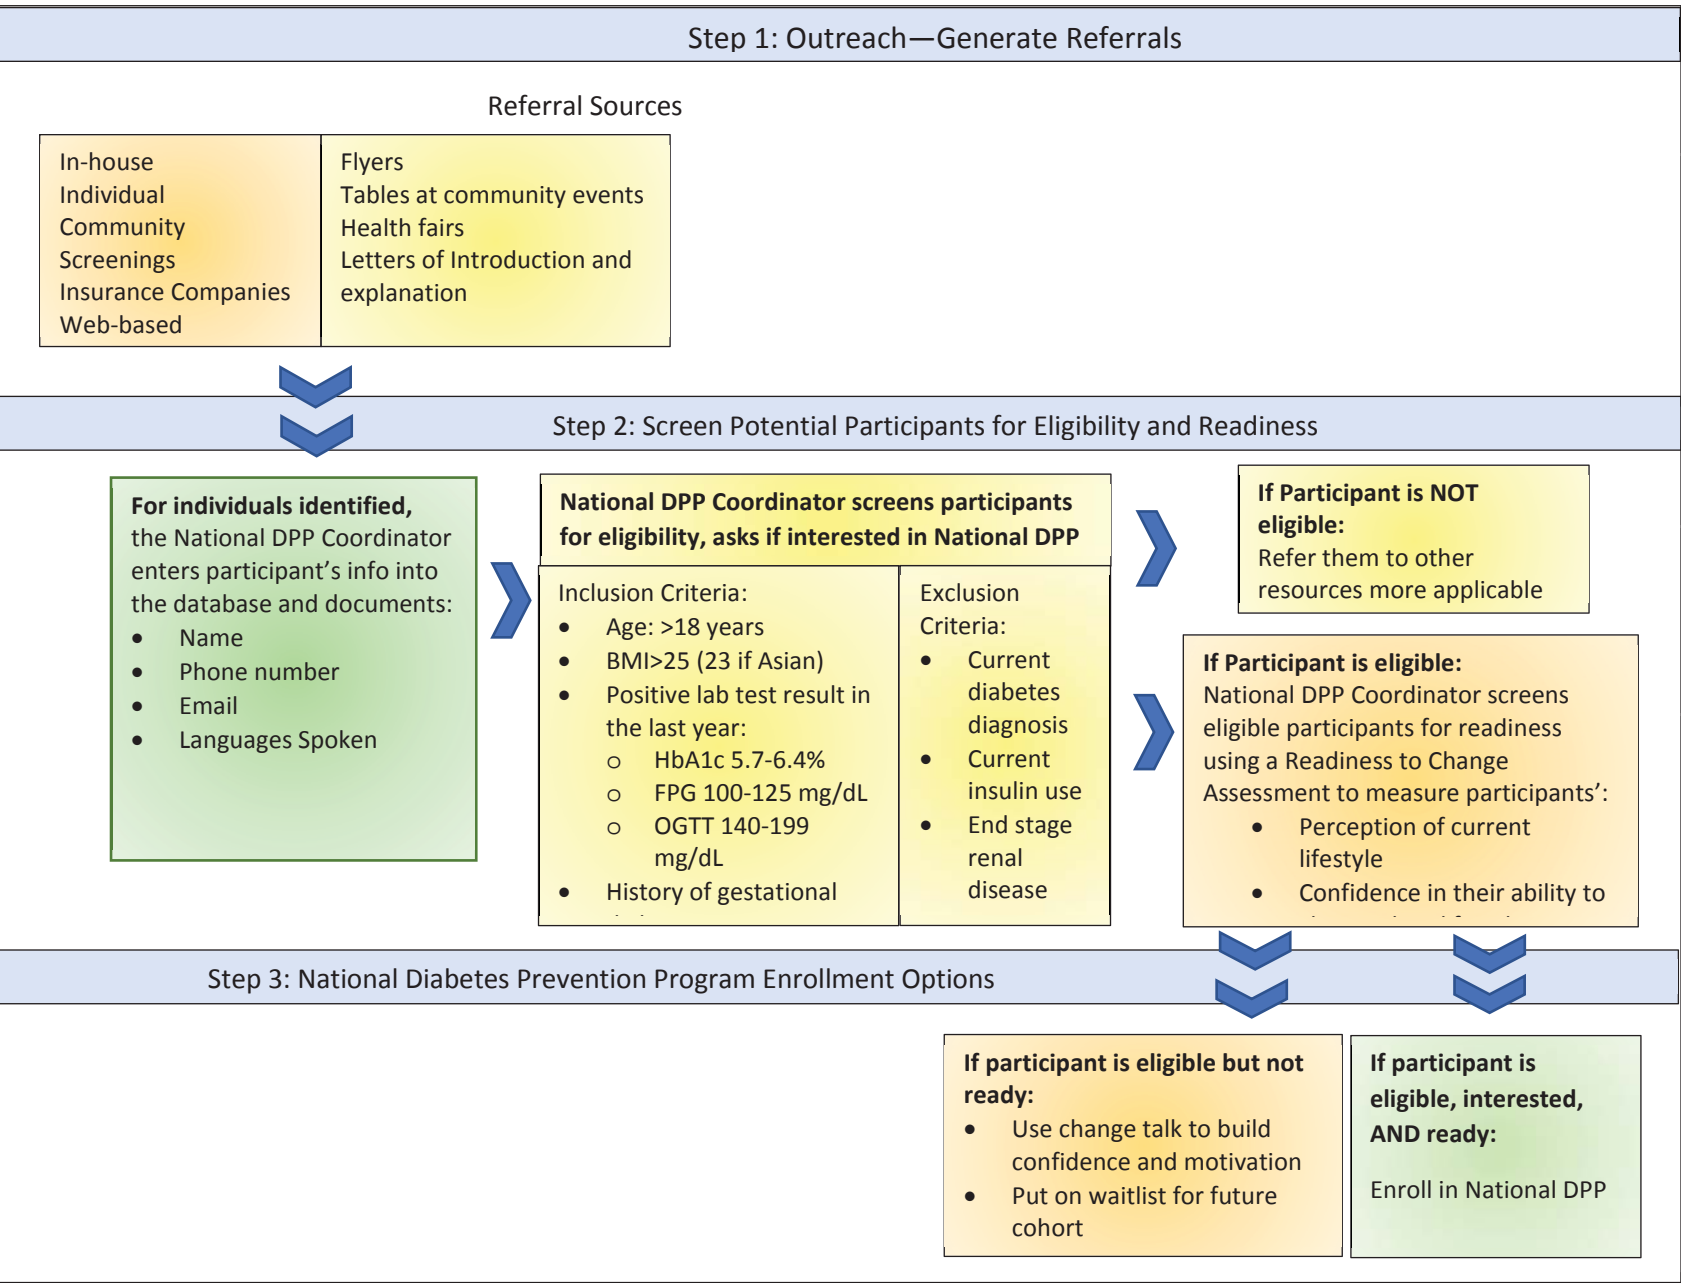 Step 1: Outreach—Generate Referrals
Referral Sources
In-house
Individual
Community
Screenings
Insurance Companies
Web-based
Flyers
Tables at community events
Health fairs
Letters of Introduction and
explanation
Step 2: Screen Potential Participants for Eligibility and Readiness
For individuals identified,
the National DPP Coordinator
enters participant’s info into
the database and documents:
• Name
• Phone number
• Email
• Languages Spoken
National DPP Coordinator screens participants
for eligibility, asks if interested in National DPP
Inclusion Criteria:
• Age: >18 years
• BMI>25 (23 if Asian)
• Positive lab test result in
the last year:
o HbA1c 5.7-6.4%
o FPG 100-125 mg/dL
o OGTT 140-199
mg/dL
• History of gestational
Exclusion
Criteria:
• Current
diabetes
diagnosis
• Current
insulin use
• End stage
renal
disease
If Participant is NOT
eligible:
Refer them to other
resources more applicable
If Participant is eligible:
National DPP Coordinator screens
eligible participants for readiness
using a Readiness to Change
Assessment to measure participants’:
• Perception of current
lifestyle
• Confidence in their ability to
Step 3: National Diabetes Prevention Program Enrollment Options
If participant is eligible but not
ready:
• Use change talk to build
confidence and motivation
• Put on waitlist for future
cohort
If participant is
eligible, interested,
AND ready:
Enroll in National DPP